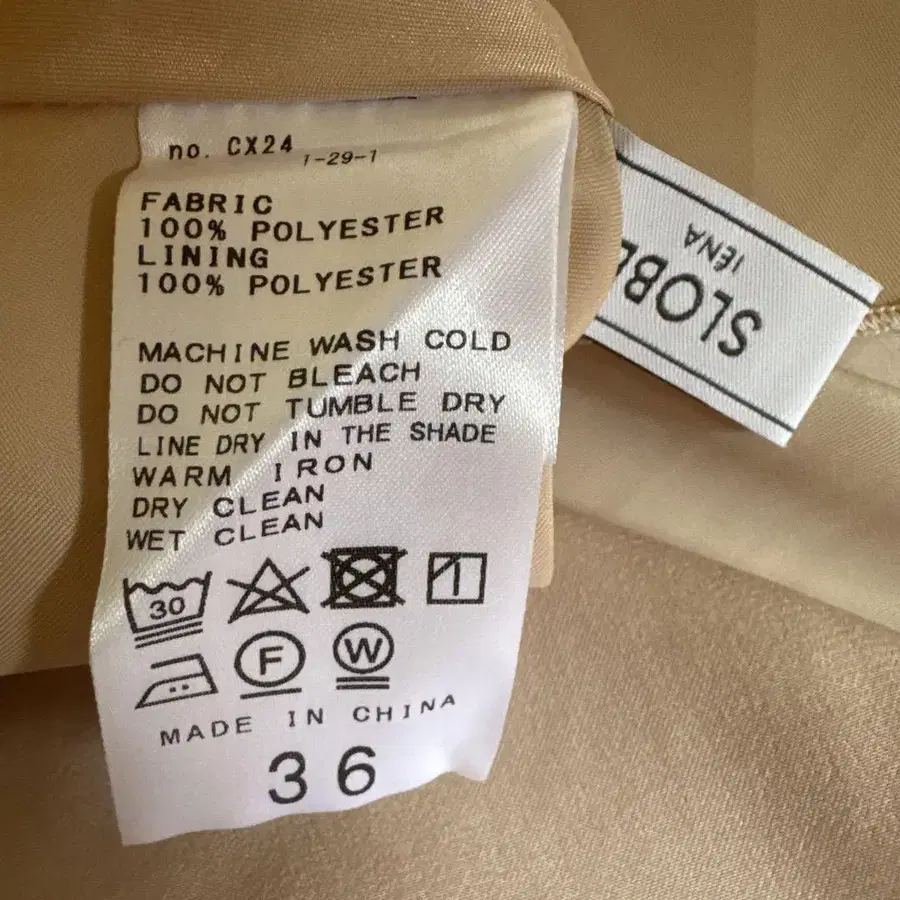 no. CX24 1-29-1
FABRIC
100% POLYESTER
LINING
100% POLYESTER
MACHINE WASH COLD
DO NOT BLEACH
DO NOT TUMBLE DRY
LINE DRY IN THE SHADE
WARM IRON
DRY CLEAN
WET CLEAN
30
F W
MADE IN CHINA
36
IÉNA